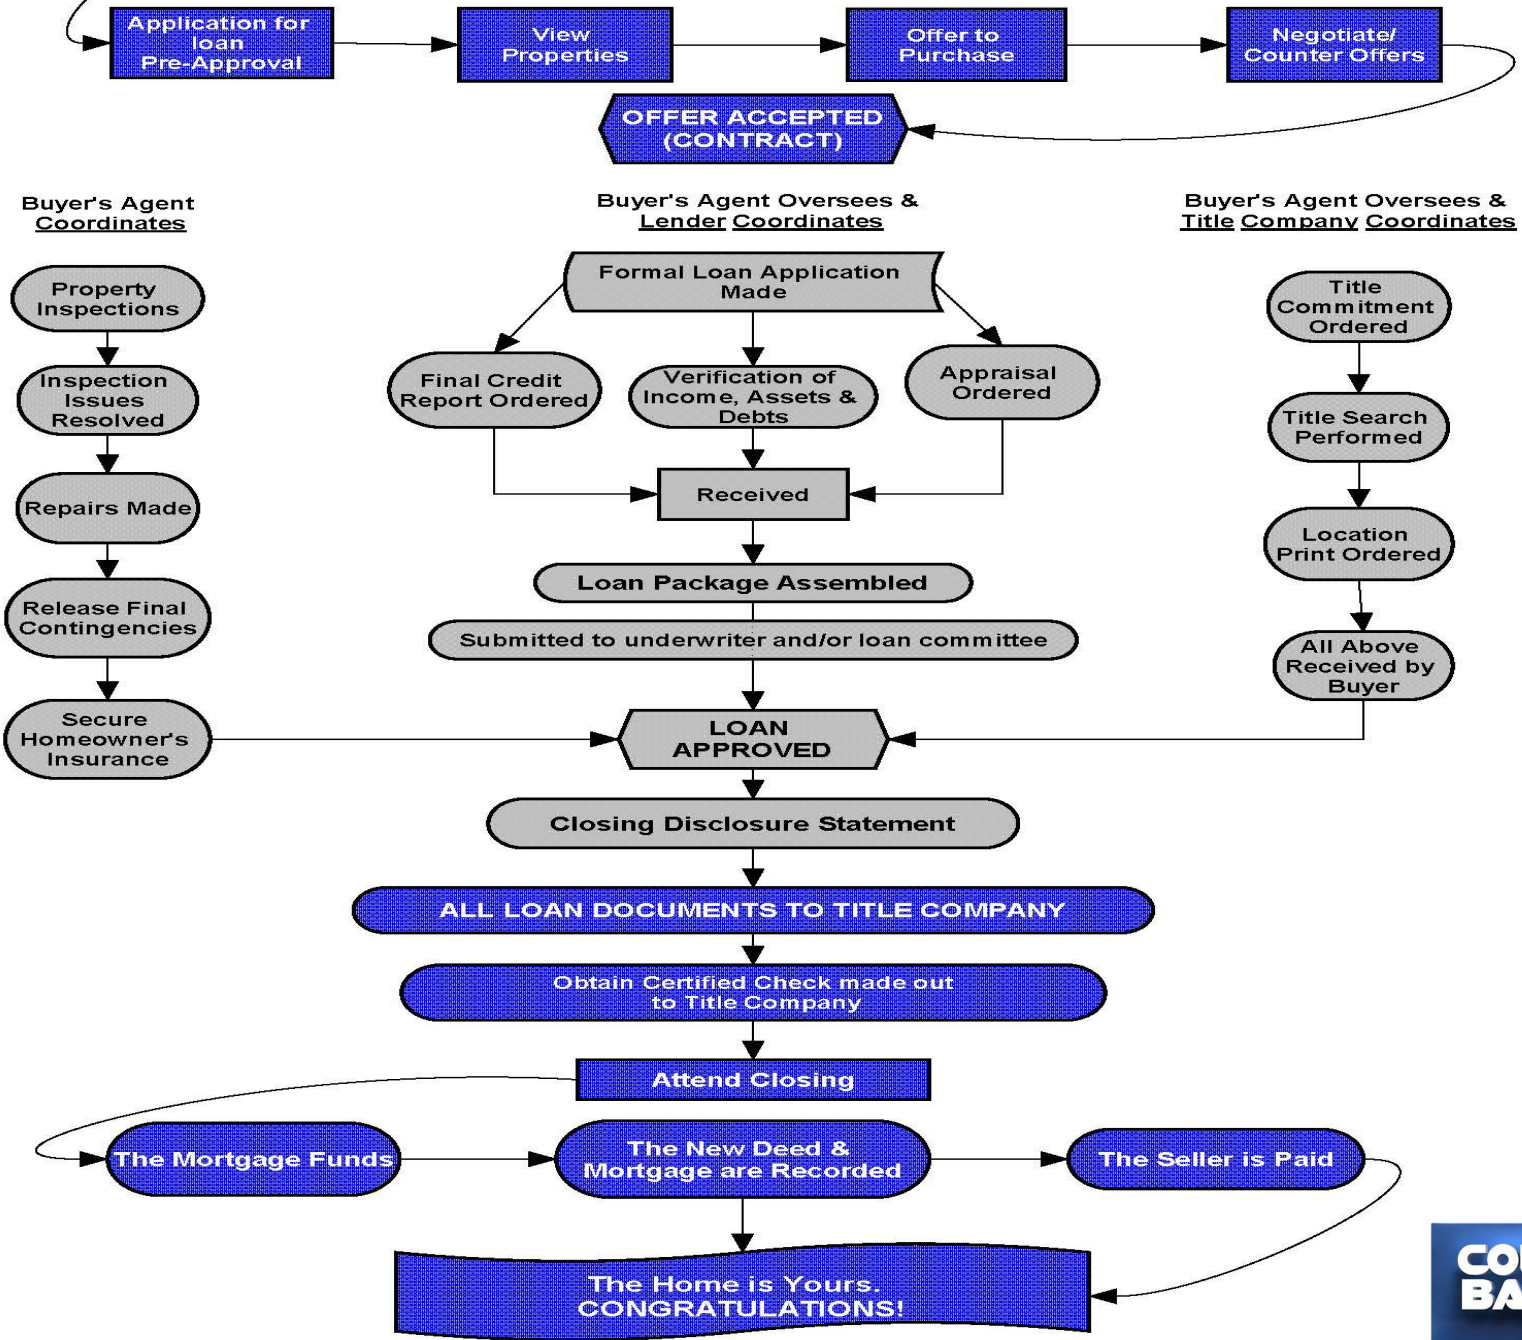 Application for
loan
Pre-Approval
View
Properties
Offer to
Purchase
Negotiate/
Counter Offers
OFFER ACCEPTED
(CONTRACT)
Buyer's Agent
Coordinates
Property
Inspections
Inspection
Issues
Resolved
Repairs Made
Release Final
Contingencies
Secure
Homeowner's
Insurance
Buyer's Agent Oversees &
Lender Coordinates
Formal Loan Application
Made
Final Credit
Report Ordered
Verification of
Income, Assets &
Debts
Appraisal
Ordered
Received
Loan Package Assembled
Submitted to underwriter and/or loan committee
LOAN
APPROVED
Buyer's Agent Oversees &
Title Company Coordinates
Title
Commitment
Ordered
Title Search
Performed
Location
Print Ordered
All Above
Received by
Buyer
Closing Disclosure Statement
ALL LOAN DOCUMENTS TO TITLE COMPANY
Obtain Certified Check made out
to Title Company
Attend Closing
The Mortgage Funds
The New Deed &
Mortgage are Recorded
The Seller is Paid
The Home is Yours.
CONGRATULATIONS!